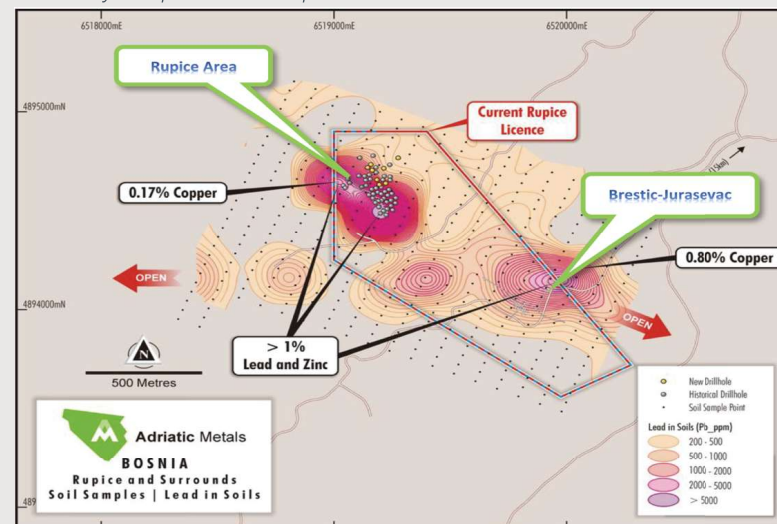 6518000mE
6519000mE
6520000mE
Rupice Area
4895000mN
Current Rupice
Licence
0.17% Copper
Brestic-Jurasevac
0.80% Copper
OPEN
4894000mN
OPEN
> 1%
Lead and Zinc
N
500 Metres
Adriatic Metals
BOSNIA
Rupice and Surrounds
Soil Samples | Lead in Soils
New Drillhole
Historical Drillhole
Soil Sample Point
Lead in Soils (Pb_ppm)
200 - 500
500 - 1000
1000 - 2000
2000 - 5000
> 5000